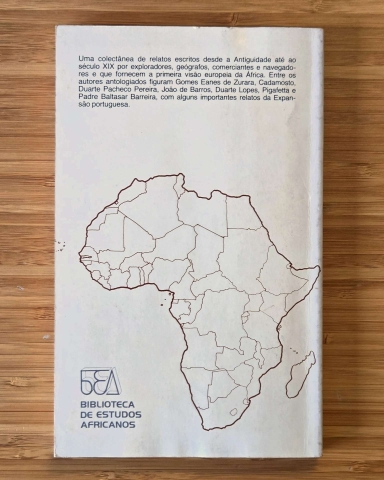 Uma colectânea de relatos escritos desde a Antiguidade até ao
século XIX por exploradores, geógrafos, comerciantes e navegado-
res e que fornecem a primeira visão europeia da África. Entre os
autores antologiados figuram Gomes Eanes de Zurara, Cadamosto,
Duarte Pacheco Pereira, João de Barros, Duarte Lopes, Pigafetta e
Padre Baltasar Barreira, com alguns importantes relatos da Expan-
são portuguesa.
BEA
BIBLIOTECA
DE ESTUDOS
AFRICANOS